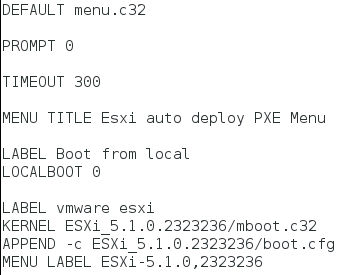 DEFAULT menu.c32
PROMPT 0
TIMEOUT 300
MENU TITLE Esxi auto deploy PXE Menu
LABEL Boot from local
LOCALBOOT 0
LABEL vmware esxi
KERNEL ESXi_5.1.0.2323236/mboot.c32
APPEND -c ESXi_5.1.0.2323236/boot.cfg
MENU LABEL ESXi-5.1.0,2323236